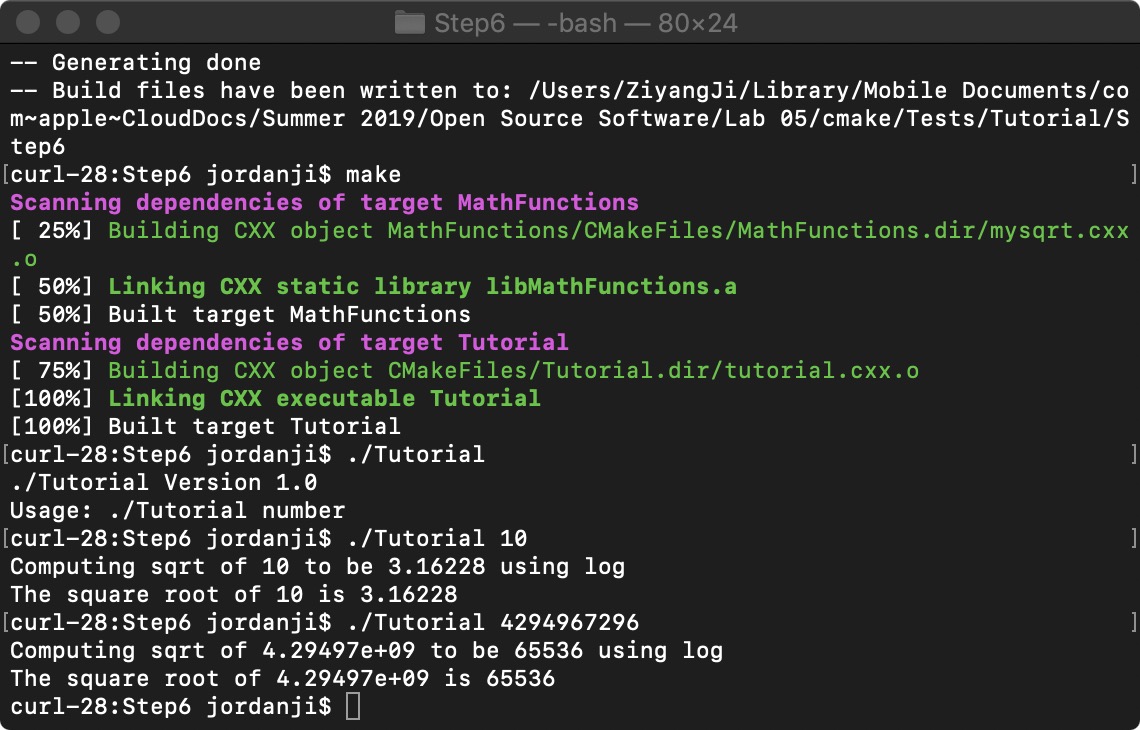 Step6 — -bash — 80×24
-- Generating done
-- Build files have been written to: /Users/ZiyangJi/Library/Mobile Documents/co
m~apple~CloudDocs/Summer 2019/Open Source Software/Lab 05/cmake/Tests/Tutorial/S
tep6
[curl-28:Step6 jordanji$ make ]
Scanning dependencies of target MathFunctions
[ 25%] Building CXX object MathFunctions/CMakeFiles/MathFunctions.dir/mysqrt.cxx
.o
[ 50%] Linking CXX static library libMathFunctions.a
[ 50%] Built target MathFunctions
Scanning dependencies of target Tutorial
[ 75%] Building CXX object CMakeFiles/Tutorial.dir/tutorial.cxx.o
[100%] Linking CXX executable Tutorial
[100%] Built target Tutorial
[curl-28:Step6 jordanji$ ./Tutorial ]
./Tutorial Version 1.0
Usage: ./Tutorial number
[curl-28:Step6 jordanji$ ./Tutorial 10 ]
Computing sqrt of 10 to be 3.16228 using log
The square root of 10 is 3.16228
[curl-28:Step6 jordanji$ ./Tutorial 4294967296 ]
Computing sqrt of 4.29497e+09 to be 65536 using log
The square root of 4.29497e+09 is 65536
curl-28:Step6 jordanji$